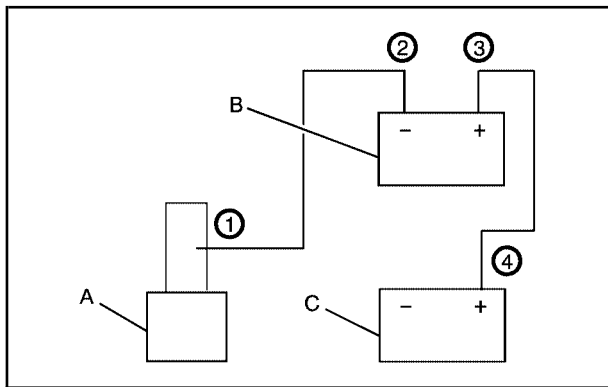 ② ③
B
− +
①
④
A
C
− +